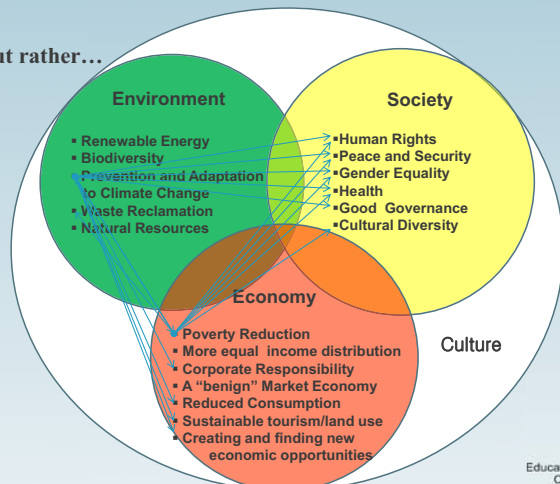 ut rather…
Environment
▪ Renewable Energy
▪ Biodiversity
▪ Prevention and Adaptation
to Climate Change
▪ Waste Reclamation
▪ Natural Resources
Society
▪Human Rights
▪Peace and Security
▪Gender Equality
▪Health
▪Good Governance
▪Cultural Diversity
Economy
▪ Poverty Reduction
▪ More equal income distribution
▪ Corporate Responsibility
▪ A “benign” Market Economy
▪ Reduced Consumption
▪ Sustainable tourism/land use
▪ Creating and finding new
economic opportunities
Culture
Educa